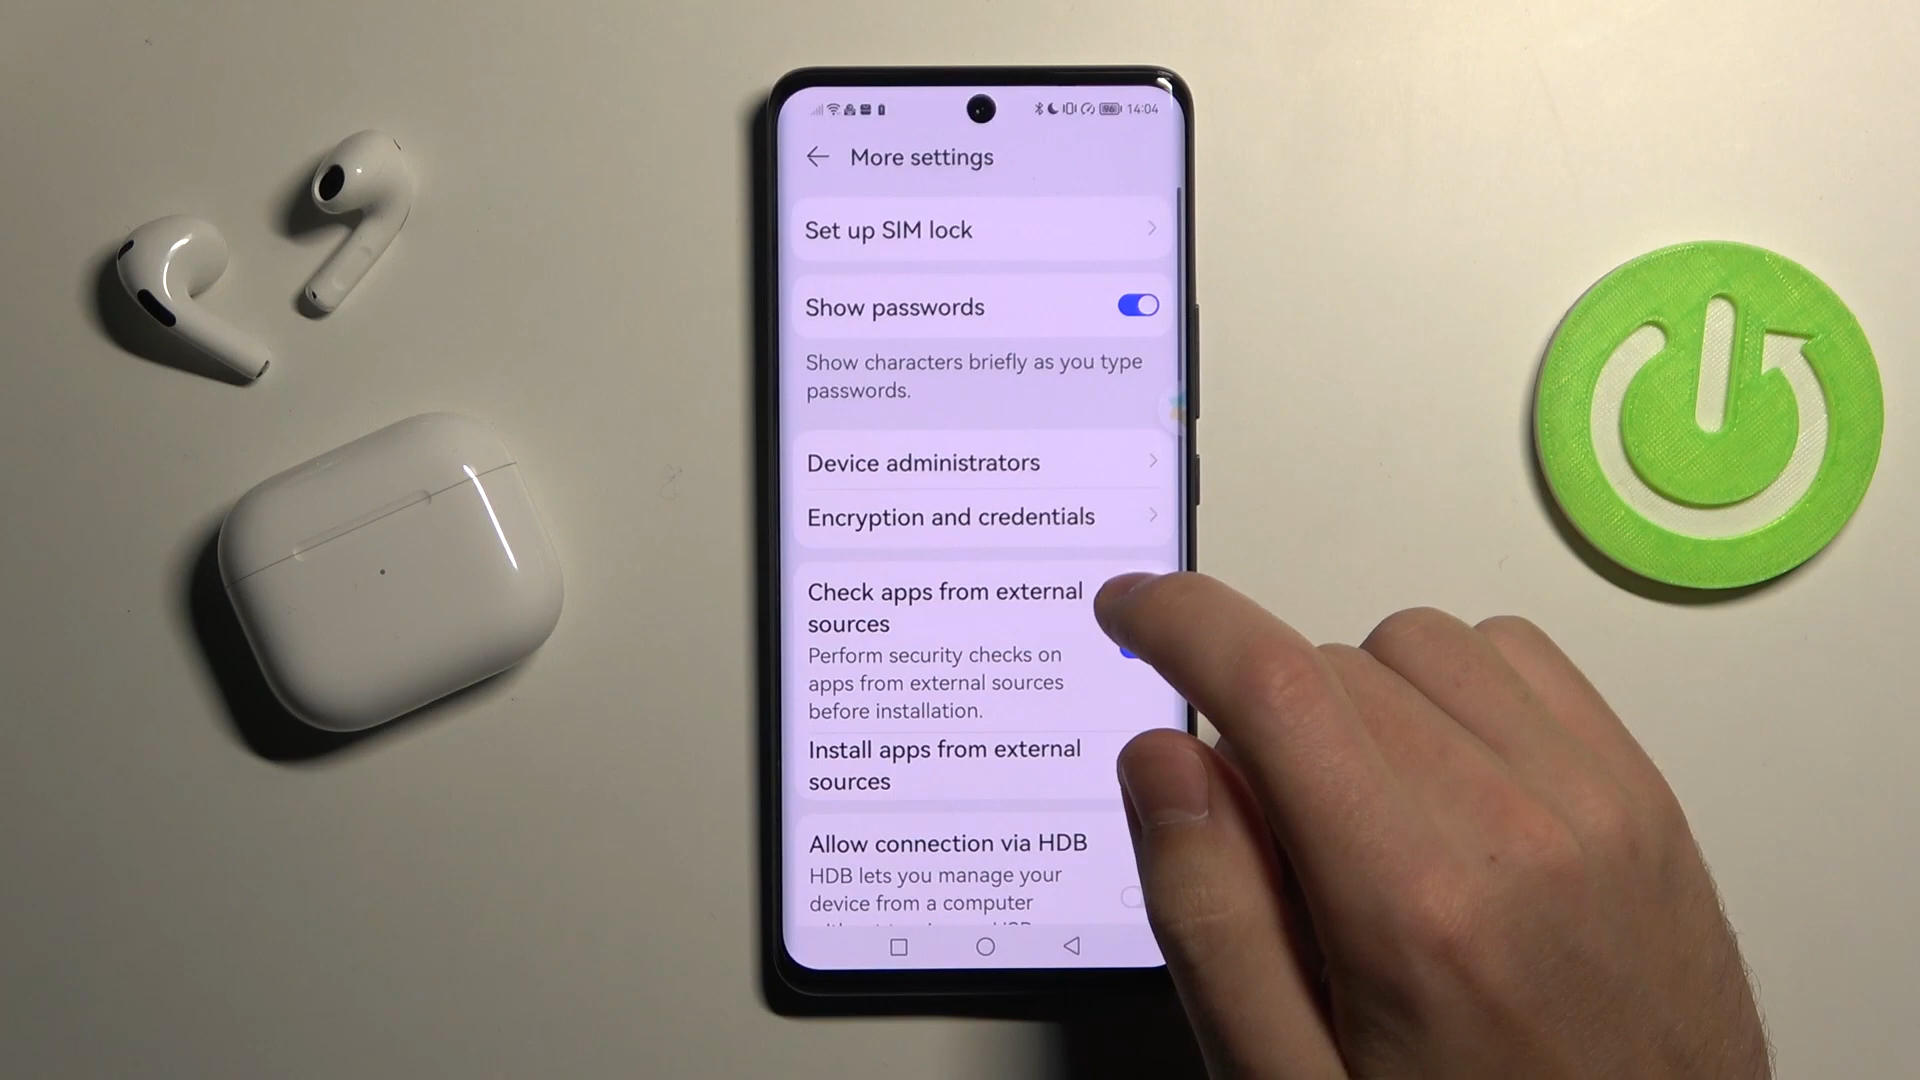 96 14:04
More settings
Set up SIM lock
Show passwords
Show characters briefly as you type
passwords.
Device administrators
Encryption and credentials
Check apps from external
sources
Perform security checks on
apps from external sources
before installation.
Install apps from external
sources
Allow connection via HDB
HDB lets you manage your
device from a computer